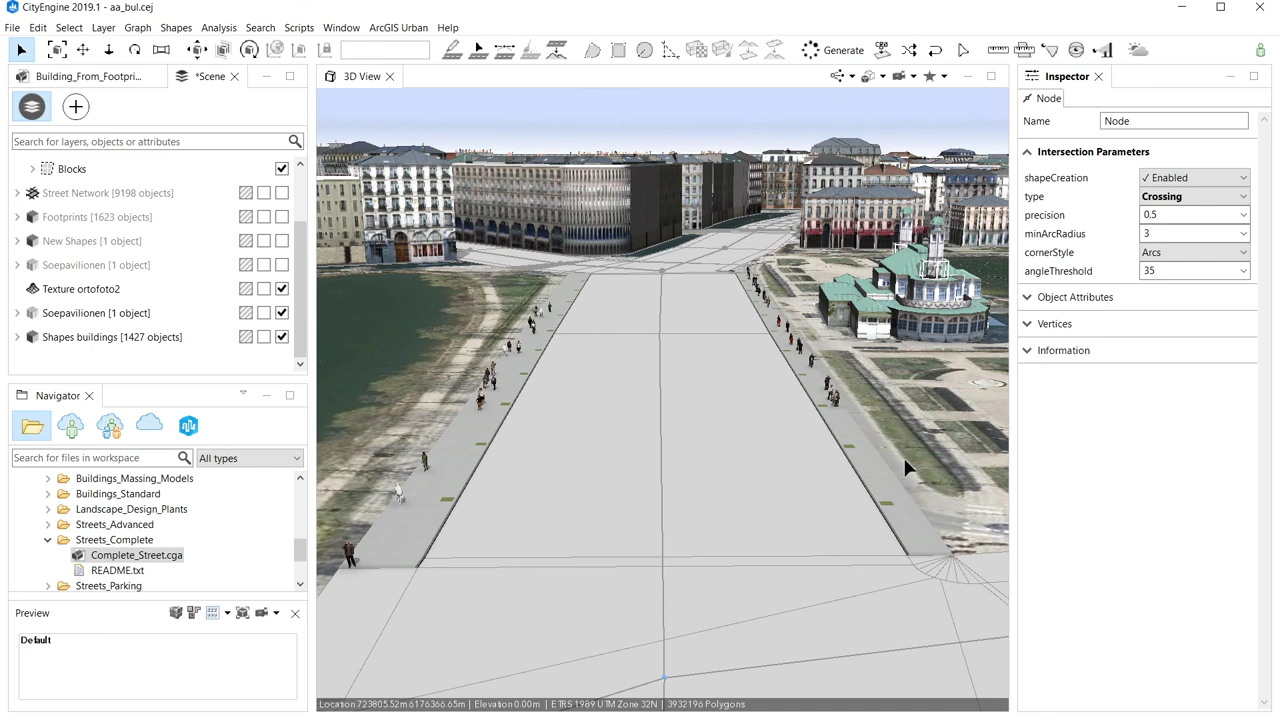 CityEngine 2019.1 - aa_bul.cej
File Edit Select Layer Graph Shapes Analysis Search Scripts Window ArcGIS Urban Help
Generate
Building_From_Footpri...
*Scene
3D View
Inspector
Node
Name
Node
Search for layers, objects or attributes
Intersection Parameters
Blocks
shapeCreation
✓ Enabled
Street Network [9198 objects]
type
Crossing
Footprints [1623 objects]
precision
0.5
New Shapes [1 object]
minArcRadius
3
Soepavilionen [1 object]
cornerStyle
Arcs
Texture ortofoto2
angleThreshold
35
Soepavilionen [1 object]
Object Attributes
Shapes buildings [1427 objects]
Vertices
Information
Navigator
Search for files in workspace
All types
Buildings_Massing_Models
Buildings_Standard
Landscape_Design_Plants
Streets_Advanced
Streets_Complete
Complete_Street.cga
README.txt
Streets_Parking
Preview
Default
Location 723805.52m 6176366.65m | Elevation 0.00m | ETRS 1989 UTM Zone 32N | 3932196 Polygons